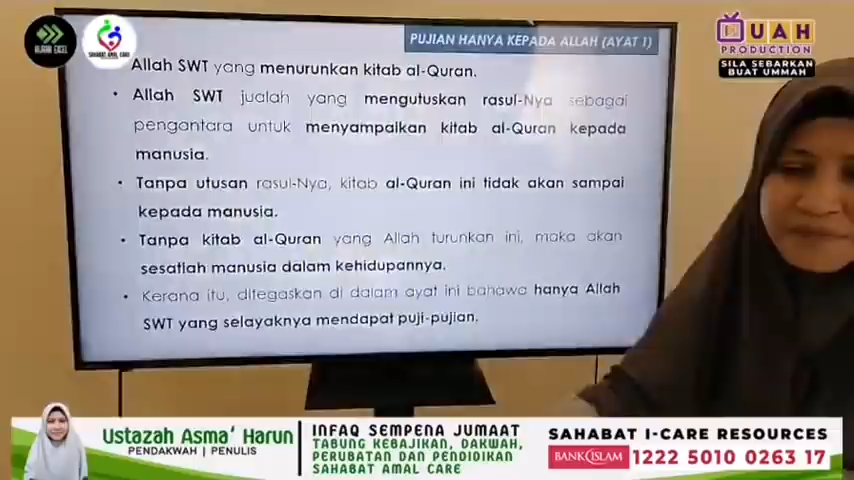 ALAMII EXCEL
SAHABAT AMAL CARE
PUJIAN HANYA KEPADA ALLAH (AYAT 1)
UAH
PRODUCTION
SILA SEBARKAN
BUAT UMMAH
Allah SWT yang menurunkan kitab al-Quran.
• Allah SWT jualah yang mengutuskan rasul-Nya sebagai
pengantara untuk menyampaikan kitab al-Quran kepada
manusia.
• Tanpa utusan rasul-Nya, kitab al-Quran ini tidak akan sampai
kepada manusia.
• Tanpa kitab al-Quran yang Allah turunkan ini, maka akan
sesatlah manusia dalam kehidupannya.
• Kerana itu, ditegaskan di dalam ayat ini bahawa hanya Allah
SWT yang selayaknya mendapat puji-pujian.
Ustazah Asma' Harun
PENDAKWAH | PENULIS
INFAQ SEMPENA JUMAAT
TABUNG KEBAJIKAN, DAKWAH,
PERUBATAN DAN PENDIDIKAN
SAHABAT AMAL CARE
SAHABAT I-CARE RESOURCES
BANK ISLAM
1222 5010 0263 17